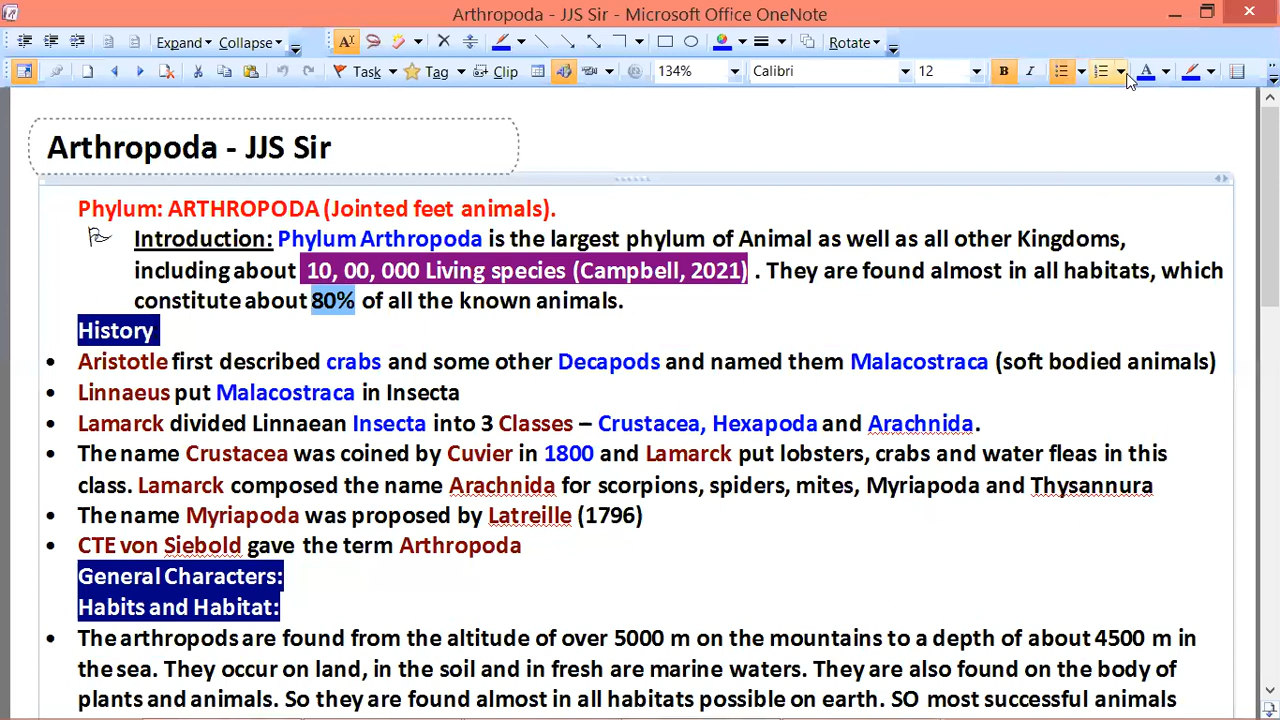 Arthropoda - JJS Sir - Microsoft Office OneNote
Expand Collapse Rotate
Task Tag Clip 134% Calibri 12 B I A
Arthropoda - JJS Sir
Phylum: ARTHROPODA (Jointed feet animals).
Introduction: Phylum Arthropoda is the largest phylum of Animal as well as all other Kingdoms,
including about 10, 00, 000 Living species (Campbell, 2021) . They are found almost in all habitats, which
constitute about 80% of all the known animals.
History
• Aristotle first described crabs and some other Decapods and named them Malacostraca (soft bodied animals)
• Linnaeus put Malacostraca in Insecta
• Lamarck divided Linnaean Insecta into 3 Classes – Crustacea, Hexapoda and Arachnida.
• The name Crustacea was coined by Cuvier in 1800 and Lamarck put lobsters, crabs and water fleas in this
class. Lamarck composed the name Arachnida for scorpions, spiders, mites, Myriapoda and Thysannura
• The name Myriapoda was proposed by Latreille (1796)
• CTE von Siebold gave the term Arthropoda
General Characters:
Habits and Habitat:
• The arthropods are found from the altitude of over 5000 m on the mountains to a depth of about 4500 m in
the sea. They occur on land, in the soil and in fresh are marine waters. They are also found on the body of
plants and animals. So they are found almost in all habitats possible on earth. SO most successful animals